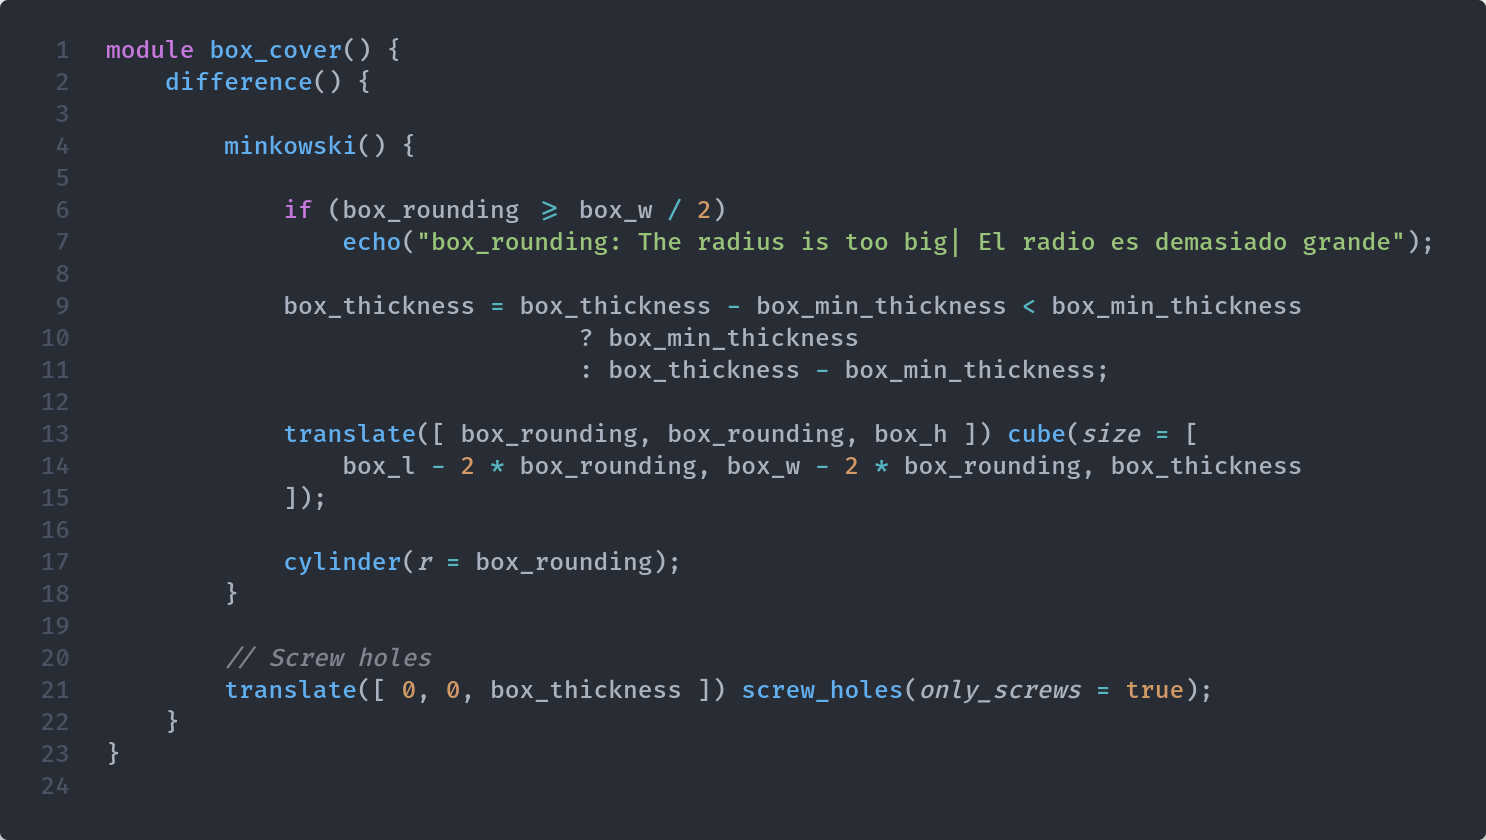 1 module box_cover() {
2     difference() {
3
4         minkowski() {
5
6             if (box_rounding >= box_w / 2)
7                 echo("box_rounding: The radius is too big| El radio es demasiado grande");
8
9             box_thickness = box_thickness - box_min_thickness < box_min_thickness
10                                 ? box_min_thickness
11                                 : box_thickness - box_min_thickness;
12
13             translate([ box_rounding, box_rounding, box_h ]) cube(size = [
14                 box_l - 2 * box_rounding, box_w - 2 * box_rounding, box_thickness
15             ]);
16
17             cylinder(r = box_rounding);
18         }
19
20         // Screw holes
21         translate([ 0, 0, box_thickness ]) screw_holes(only_screws = true);
22     }
23 }
24